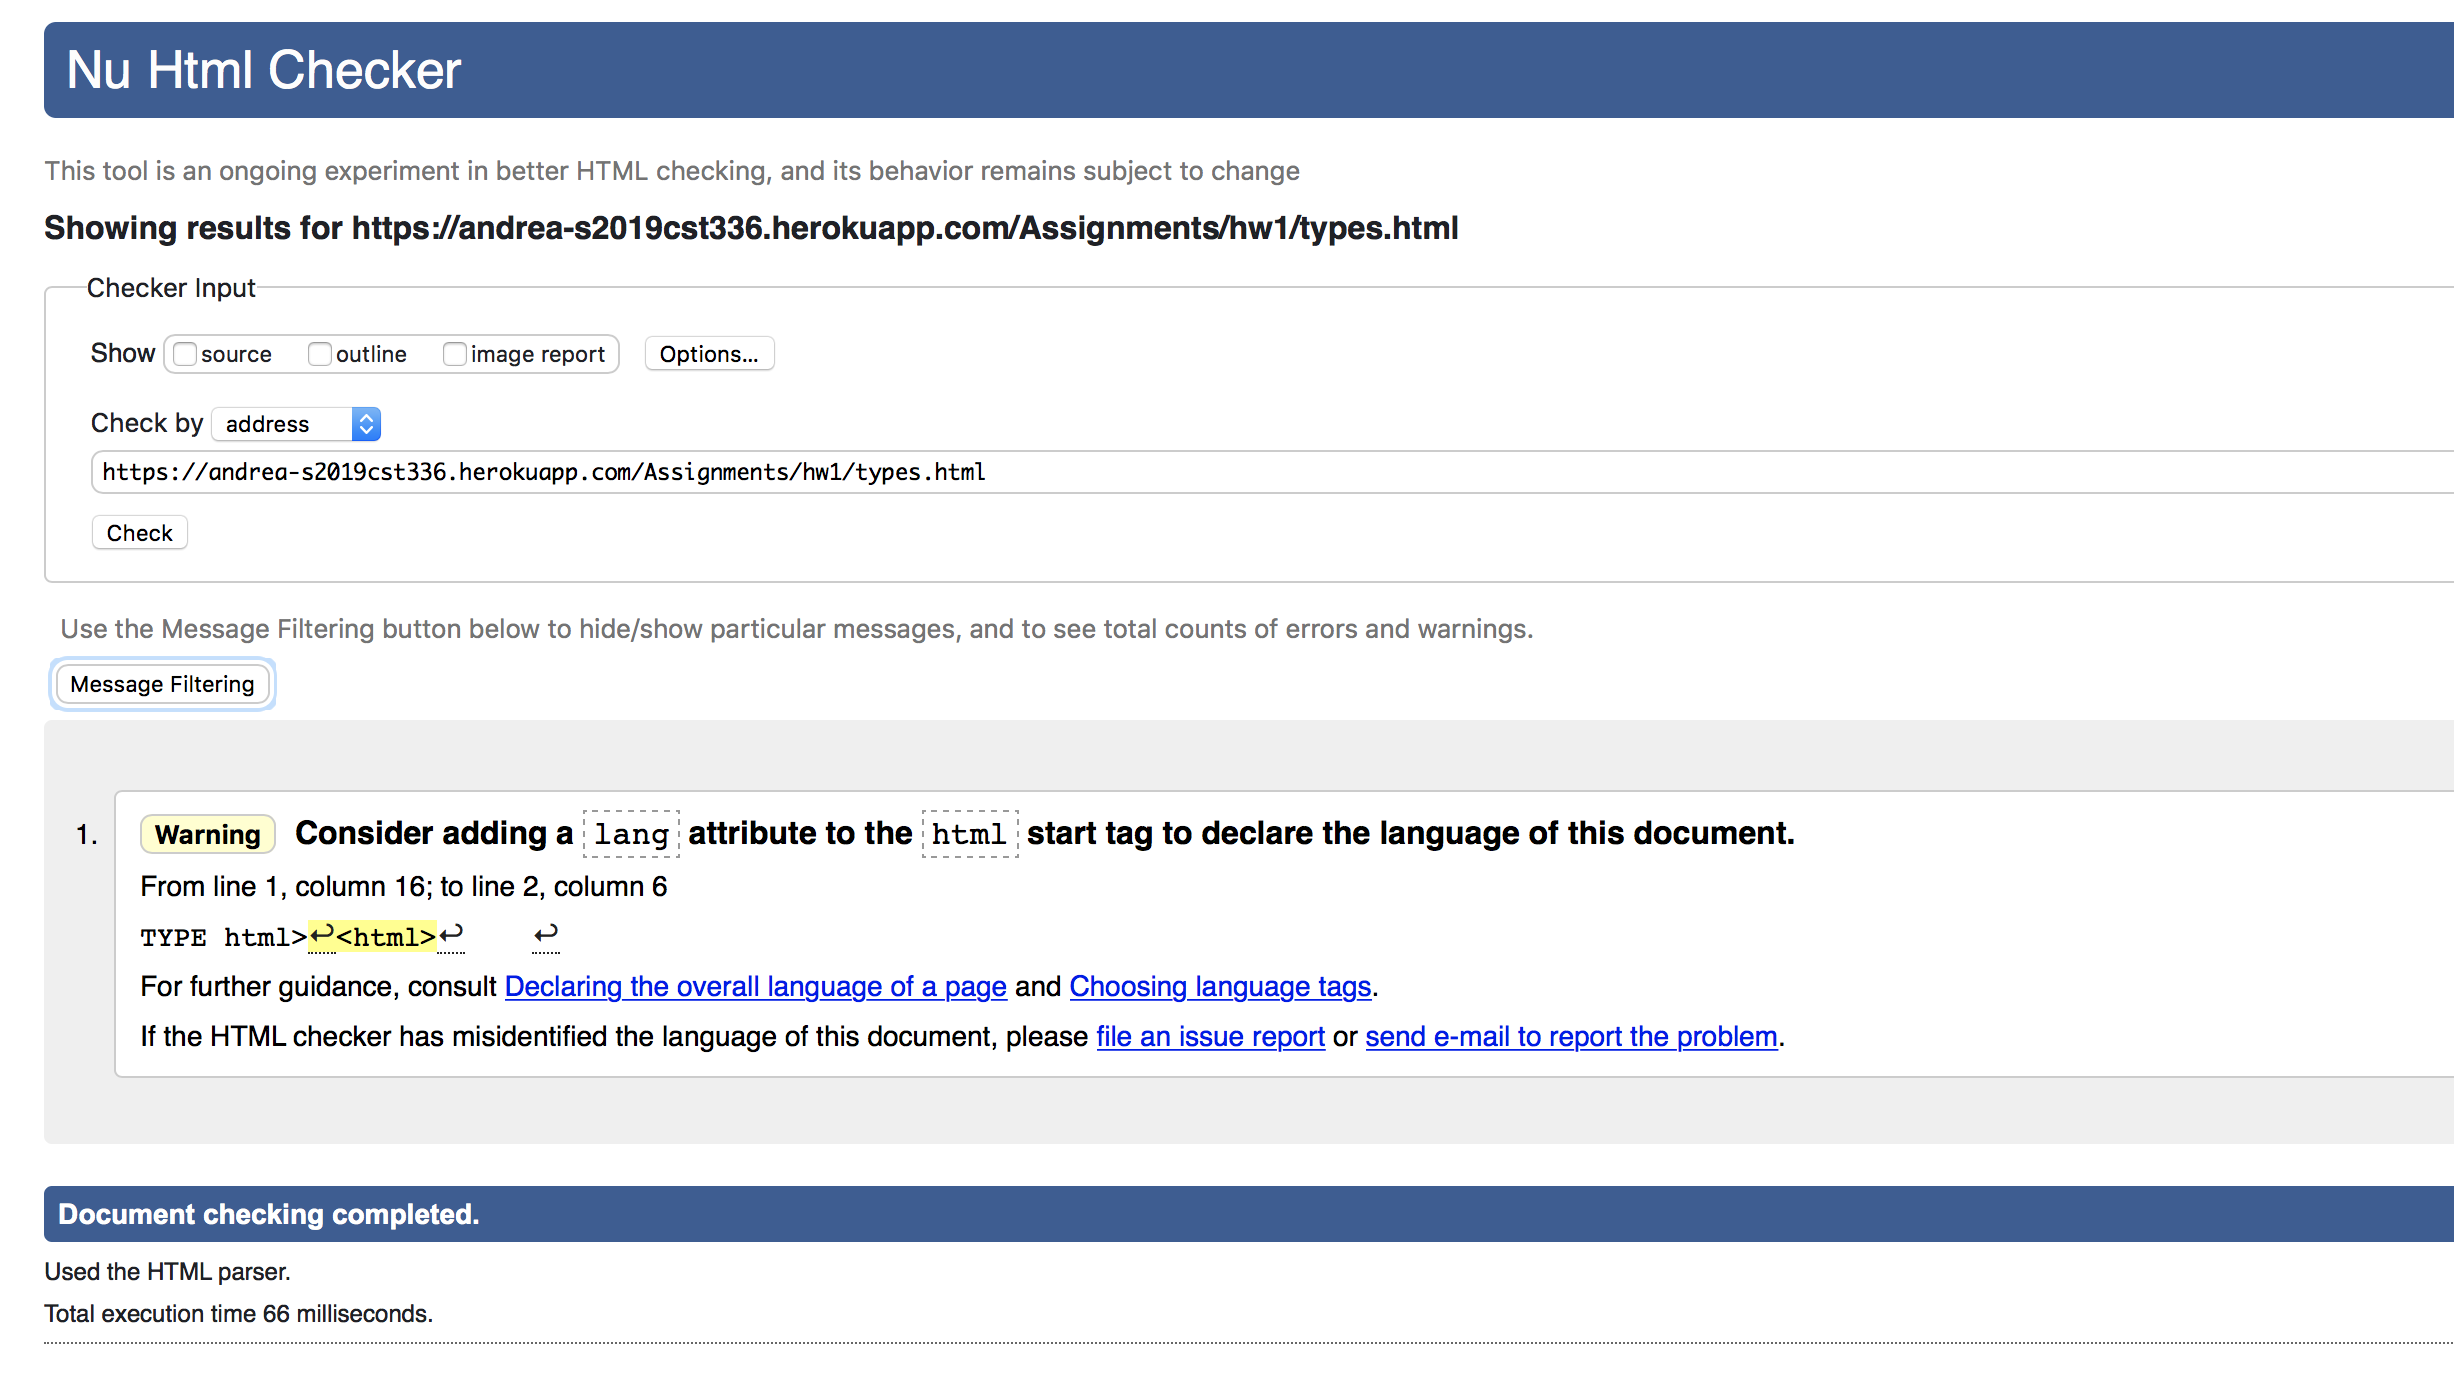 Nu Html Checker
This tool is an ongoing experiment in better HTML checking, and its behavior remains subject to change
Showing results for https://andrea-s2019cst336.herokuapp.com/Assignments/hw1/types.html
Checker Input
Show source outline image report Options...
Check by address
https://andrea-s2019cst336.herokuapp.com/Assignments/hw1/types.html
Check
Use the Message Filtering button below to hide/show particular messages, and to see total counts of errors and warnings.
Message Filtering
1. Warning Consider adding a lang attribute to the html start tag to declare the language of this document.
From line 1, column 16; to line 2, column 6
TYPE html>↩<html>↩ ↩
For further guidance, consult Declaring the overall language of a page and Choosing language tags.
If the HTML checker has misidentified the language of this document, please file an issue report or send e-mail to report the problem.
Document checking completed.
Used the HTML parser.
Total execution time 66 milliseconds.